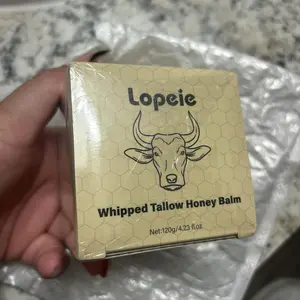 Lopeie
Whipped Tallow Honey Balm
Net:120g/4.23 fl.oz